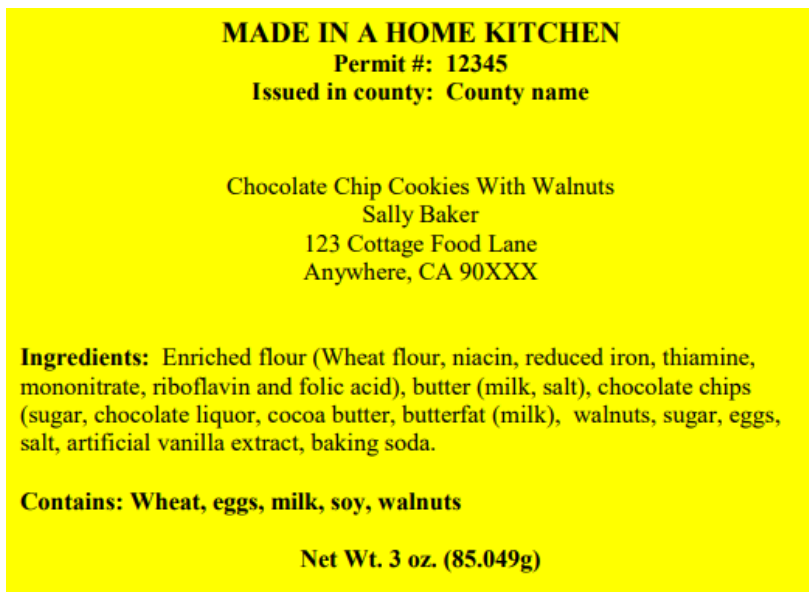 MADE IN A HOME KITCHEN
Permit #: 12345
Issued in county: County name
Chocolate Chip Cookies With Walnuts
Sally Baker
123 Cottage Food Lane
Anywhere, CA 90XXX
Ingredients: Enriched flour (Wheat flour, niacin, reduced iron, thiamine,
mononitrate, riboflavin and folic acid), butter (milk, salt), chocolate chips
(sugar, chocolate liquor, cocoa butter, butterfat (milk), walnuts, sugar, eggs,
salt, artificial vanilla extract, baking soda.
Contains: Wheat, eggs, milk, soy, walnuts
Net Wt. 3 oz. (85.049g)